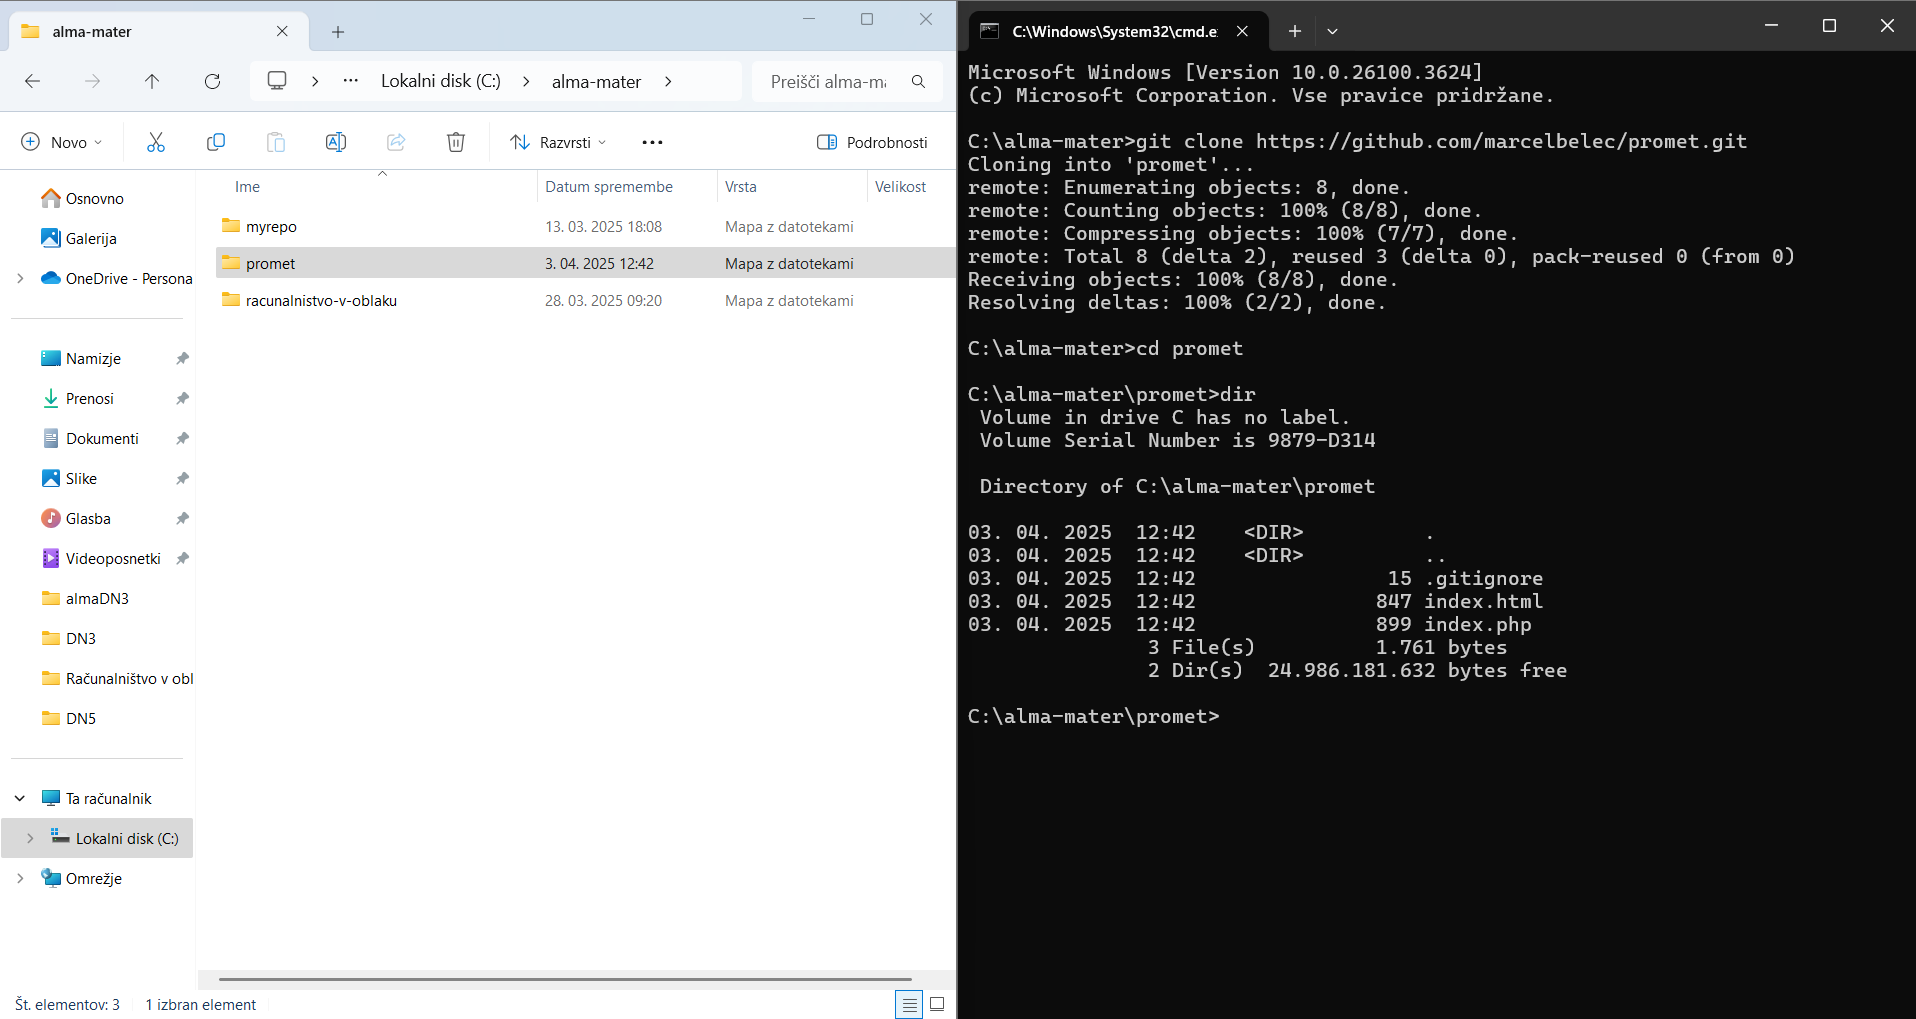 alma-mater
Lokalni disk (C:)
alma-mater
Preišči alma-ma
Novo
Razvrsti
Podrobnosti
Osnovno
Galerija
OneDrive - Persona
Namizje
Prenosi
Dokumenti
Slike
Glasba
Videoposnetki
almaDN3
DN3
Računalništvo v obl
DN5
Ta računalnik
Lokalni disk (C:)
Omrežje
Ime Datum spremembe Vrsta Velikost
myrepo 13. 03. 2025 18:08 Mapa z datotekami
promet 3. 04. 2025 12:42 Mapa z datotekami
racunalnistvo-v-oblaku 28. 03. 2025 09:20 Mapa z datotekami
Št. elementov: 3 1 izbran element
C:\Windows\System32\cmd.e
Microsoft Windows [Version 10.0.26100.3624]
(c) Microsoft Corporation. Vse pravice pridržane.
C:\alma-mater>git clone https://github.com/marcelbelec/promet.git
Cloning into 'promet'...
remote: Enumerating objects: 8, done.
remote: Counting objects: 100% (8/8), done.
remote: Compressing objects: 100% (7/7), done.
remote: Total 8 (delta 2), reused 3 (delta 0), pack-reused 0 (from 0)
Receiving objects: 100% (8/8), done.
Resolving deltas: 100% (2/2), done.
C:\alma-mater>cd promet
C:\alma-mater\promet>dir
Volume in drive C has no label.
Volume Serial Number is 9879-D314
Directory of C:\alma-mater\promet
03. 04. 2025  12:42    <DIR>          .
03. 04. 2025  12:42    <DIR>          ..
03. 04. 2025  12:42                15 .gitignore
03. 04. 2025  12:42               847 index.html
03. 04. 2025  12:42               899 index.php
3 File(s)          1.761 bytes
2 Dir(s)  24.986.181.632 bytes free
C:\alma-mater\promet>